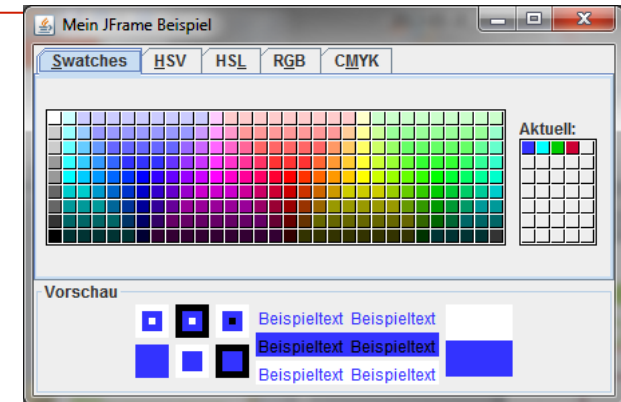 Mein JFrame Beispiel
Swatches HSV HSL RGB CMYK
Aktuell:
Vorschau
Beispieltext Beispieltext
Beispieltext Beispieltext
Beispieltext Beispieltext